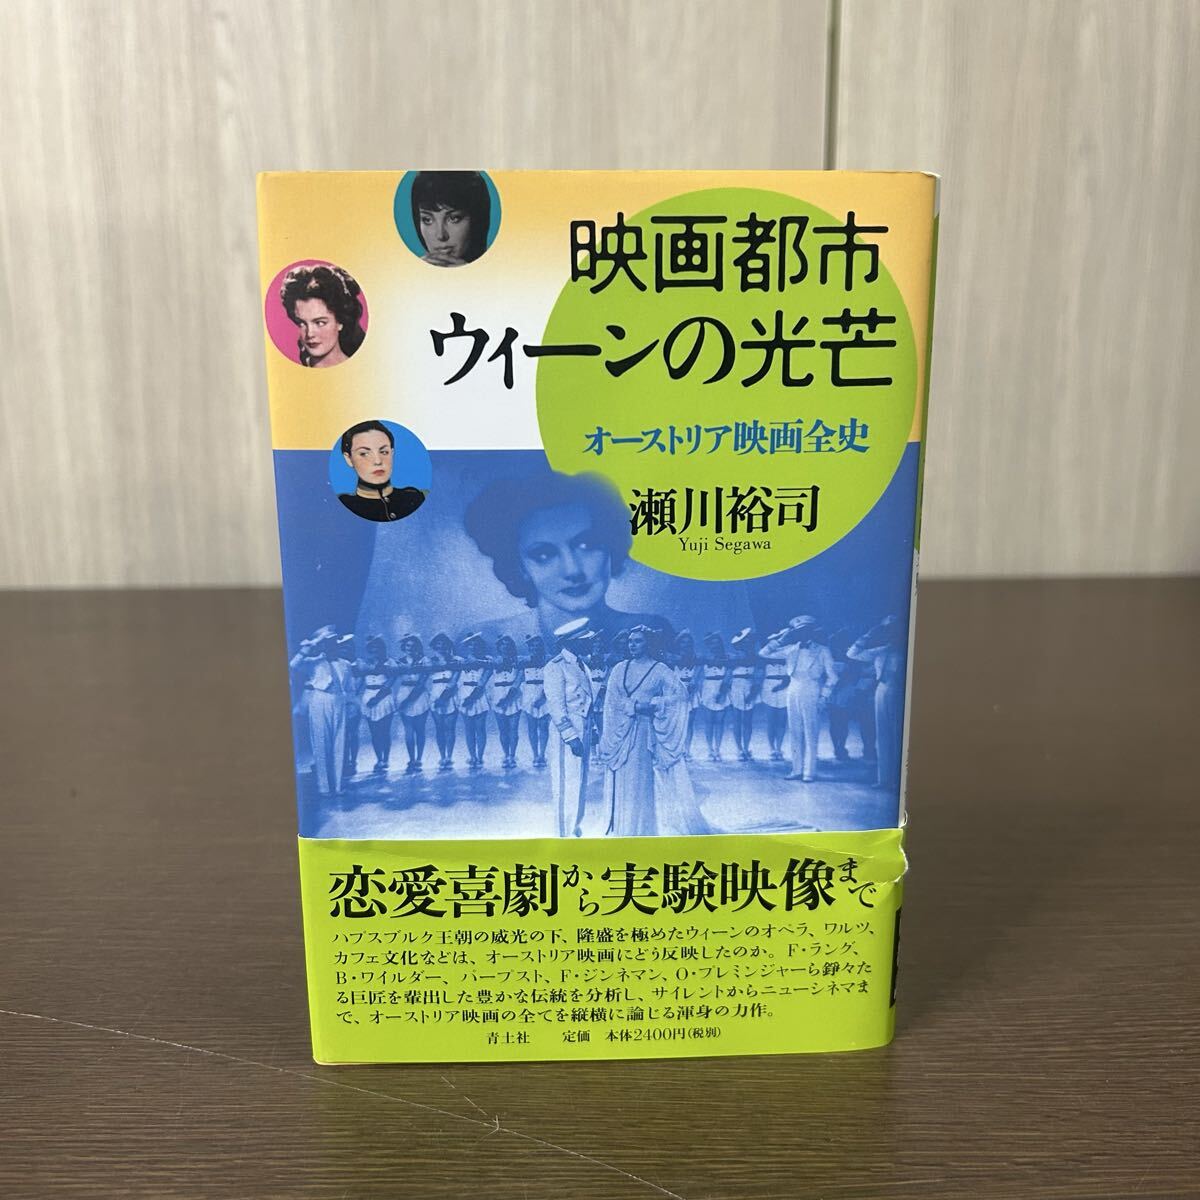 映画都市
ウィーンの光芒
オーストリア映画全史
瀬川裕司
Yuji Segawa
恋愛喜劇から実験映像まで
ハプスブルク王朝の威光の下、隆盛を極めたウィーンのオペラ、ワルツ、
カフェ文化などは、オーストリア映画にどう反映したのか。F・ラング、
B・ワイルダー、パープスト、F・ジンネマン、O・プレミンジャーら錚々た
る巨匠を輩出した豊かな伝統を分析し、サイレントからニューシネマま
で、オーストリア映画の全てを縦横に論じる渾身の力作。
青土社 定価 本体2400円(税別)